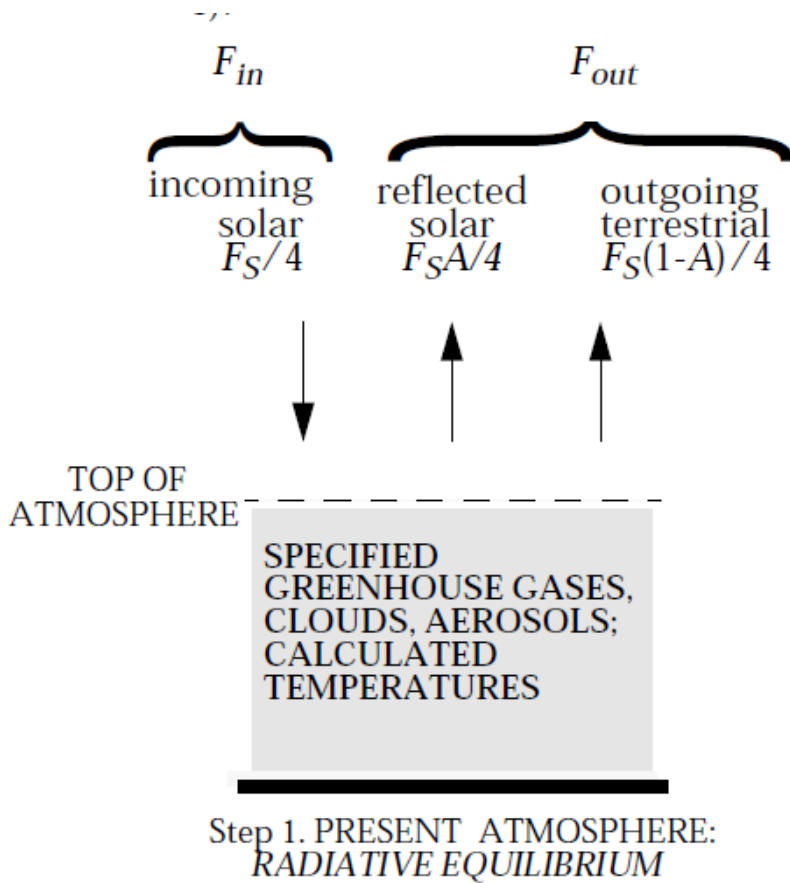 F_in F_out
incoming reflected outgoing
solar solar terrestrial
F_S/4 F_SA/4 F_S(1-A)/4
TOP OF
ATMOSPHERE
SPECIFIED
GREENHOUSE GASES,
CLOUDS, AEROSOLS;
CALCULATED
TEMPERATURES
Step 1. PRESENT ATMOSPHERE:
RADIATIVE EQUILIBRIUM